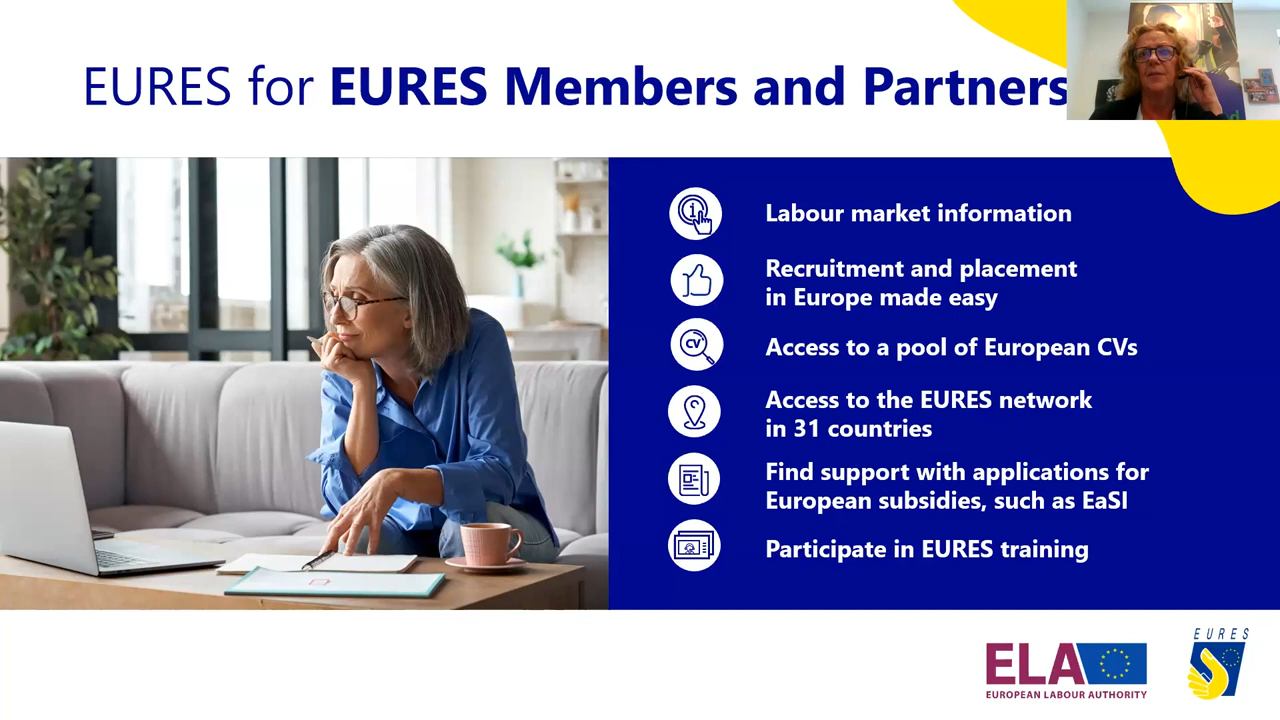 EURES for EURES Members and Partners
Labour market information
Recruitment and placement
in Europe made easy
CV
Access to a pool of European CVs
Access to the EURES network
in 31 countries
Find support with applications for
European subsidies, such as EaSI
Participate in EURES training
ELA
EUROPEAN LABOUR AUTHORITY
EURES